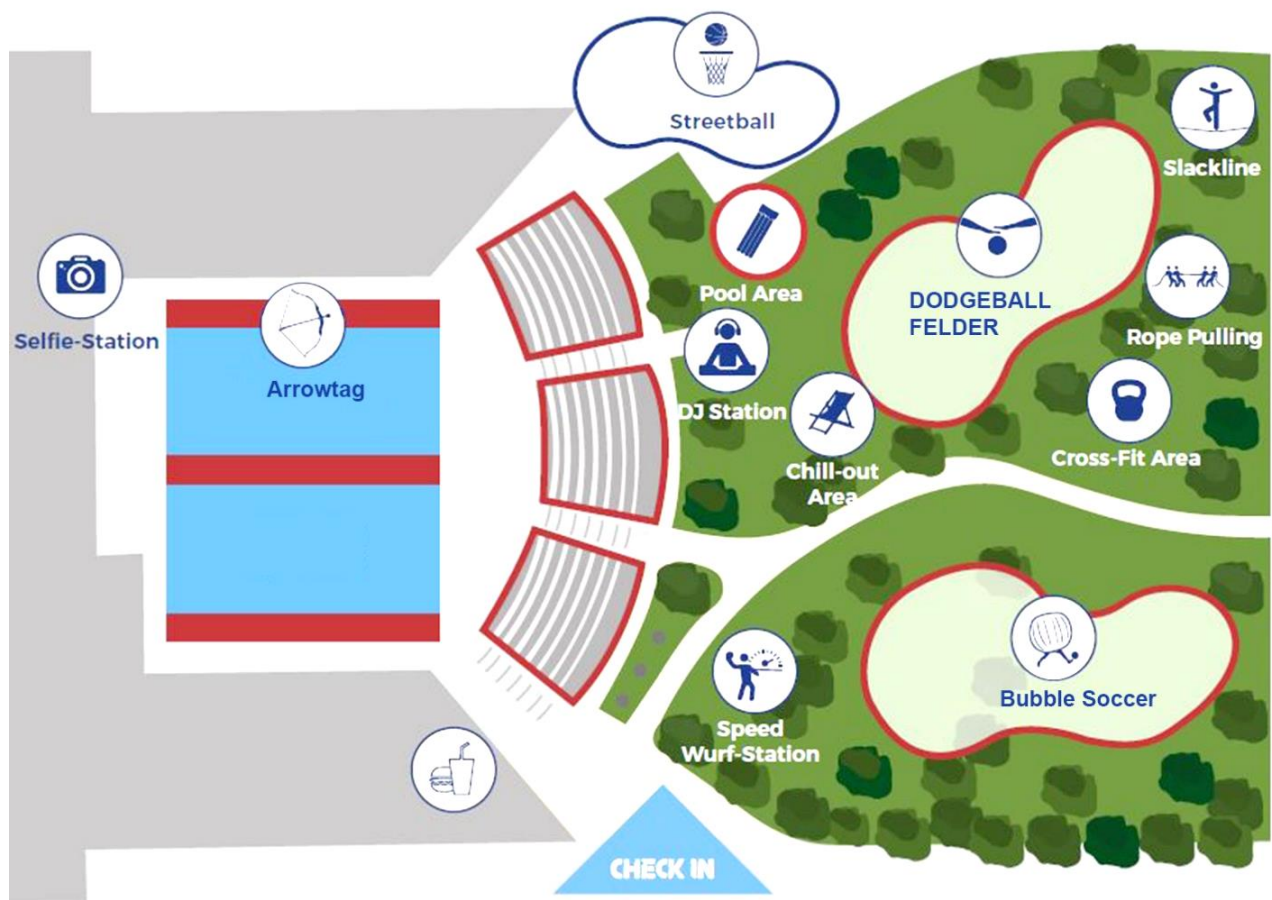 Streetball
Slackline
Selfie-Station
Arrowtag
Pool Area
DODGEBALL
FELDER
Rope Pulling
DJ Station
Chill-out
Area
Cross-Fit Area
Bubble Soccer
Speed
Wurf-Station
CHECK IN